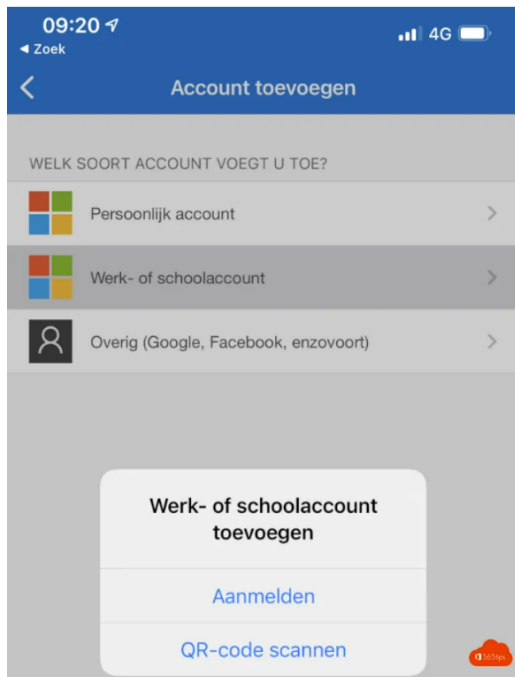 09:20
4G
◀ Zoek
Account toevoegen
WELK SOORT ACCOUNT VOEGT U TOE?
Persoonlijk account
Werk- of schoolaccount
Overig (Google, Facebook, enzovoort)
Werk- of schoolaccount
toevoegen
Aanmelden
QR-code scannen
365tips